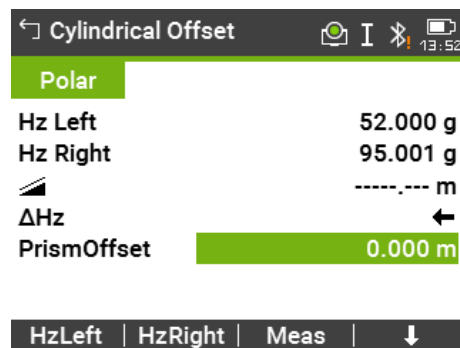 Cylindrical Offset I 13:52
Polar
Hz Left 52.000 g
Hz Right 95.001 g
-----.--- m
ΔHz
PrismOffset 0.000 m
HzLeft | HzRight | Meas |